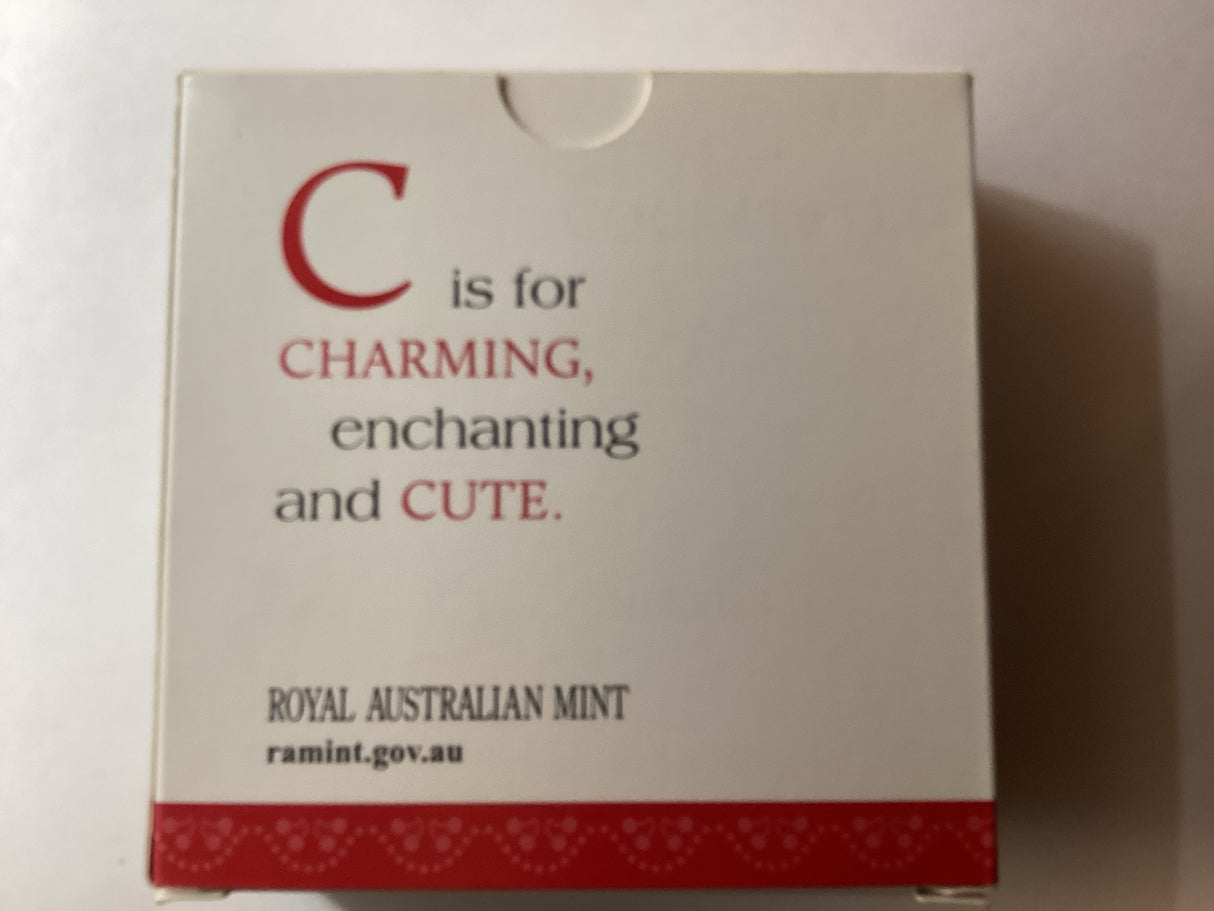 C is for
CHARMING,
enchanting
and CUTE.
ROYAL AUSTRALIAN MINT
ramint.gov.au